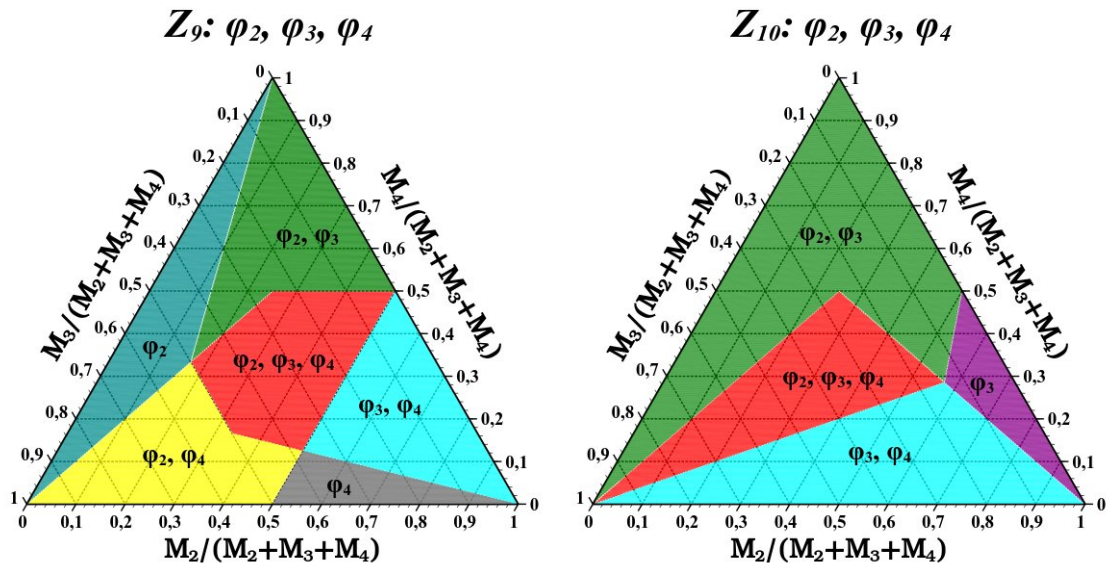 Z₉: φ₂, φ₃, φ₄
0 1
0,1 0,9
0,2 0,8
0,3 0,7
0,4 0,6
0,5 0,5
0,6 0,4
0,7 0,3
0,8 0,2
0,9 0,1
1 0
M₃/(M₂+M₃+M₄)
M₄/(M₂+M₃+M₄)
φ₂, φ₃
φ₂
φ₂, φ₃, φ₄
φ₃, φ₄
φ₂, φ₄
φ₄
0 0,1 0,2 0,3 0,4 0,5 0,6 0,7 0,8 0,9 1
M₂/(M₂+M₃+M₄)
Z₁₀: φ₂, φ₃, φ₄
0 1
0,1 0,9
0,2 0,8
0,3 0,7
0,4 0,6
0,5 0,5
0,6 0,4
0,7 0,3
0,8 0,2
0,9 0,1
1 0
M₃/(M₂+M₃+M₄)
M₄/(M₂+M₃+M₄)
φ₂, φ₃
φ₂, φ₃, φ₄
φ₃
φ₃, φ₄
0 0,1 0,2 0,3 0,4 0,5 0,6 0,7 0,8 0,9 1
M₂/(M₂+M₃+M₄)